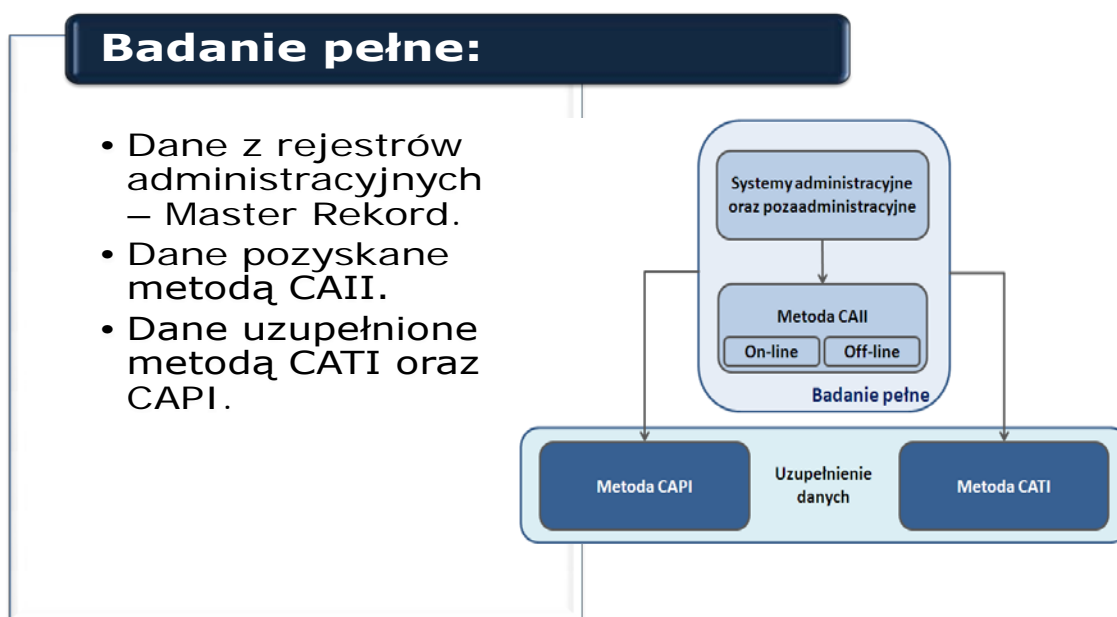 Badanie pełne:
• Dane z rejestrów
administracyjnych
– Master Rekord.
• Dane pozyskane
metodą CAII.
• Dane uzupełnione
metodą CATI oraz
CAPI.
Systemy administracyjne
oraz pozaadministracyjne
Metoda CAII
On-line Off-line
Badanie pełne
Metoda CAPI
Uzupełnienie
danych
Metoda CATI